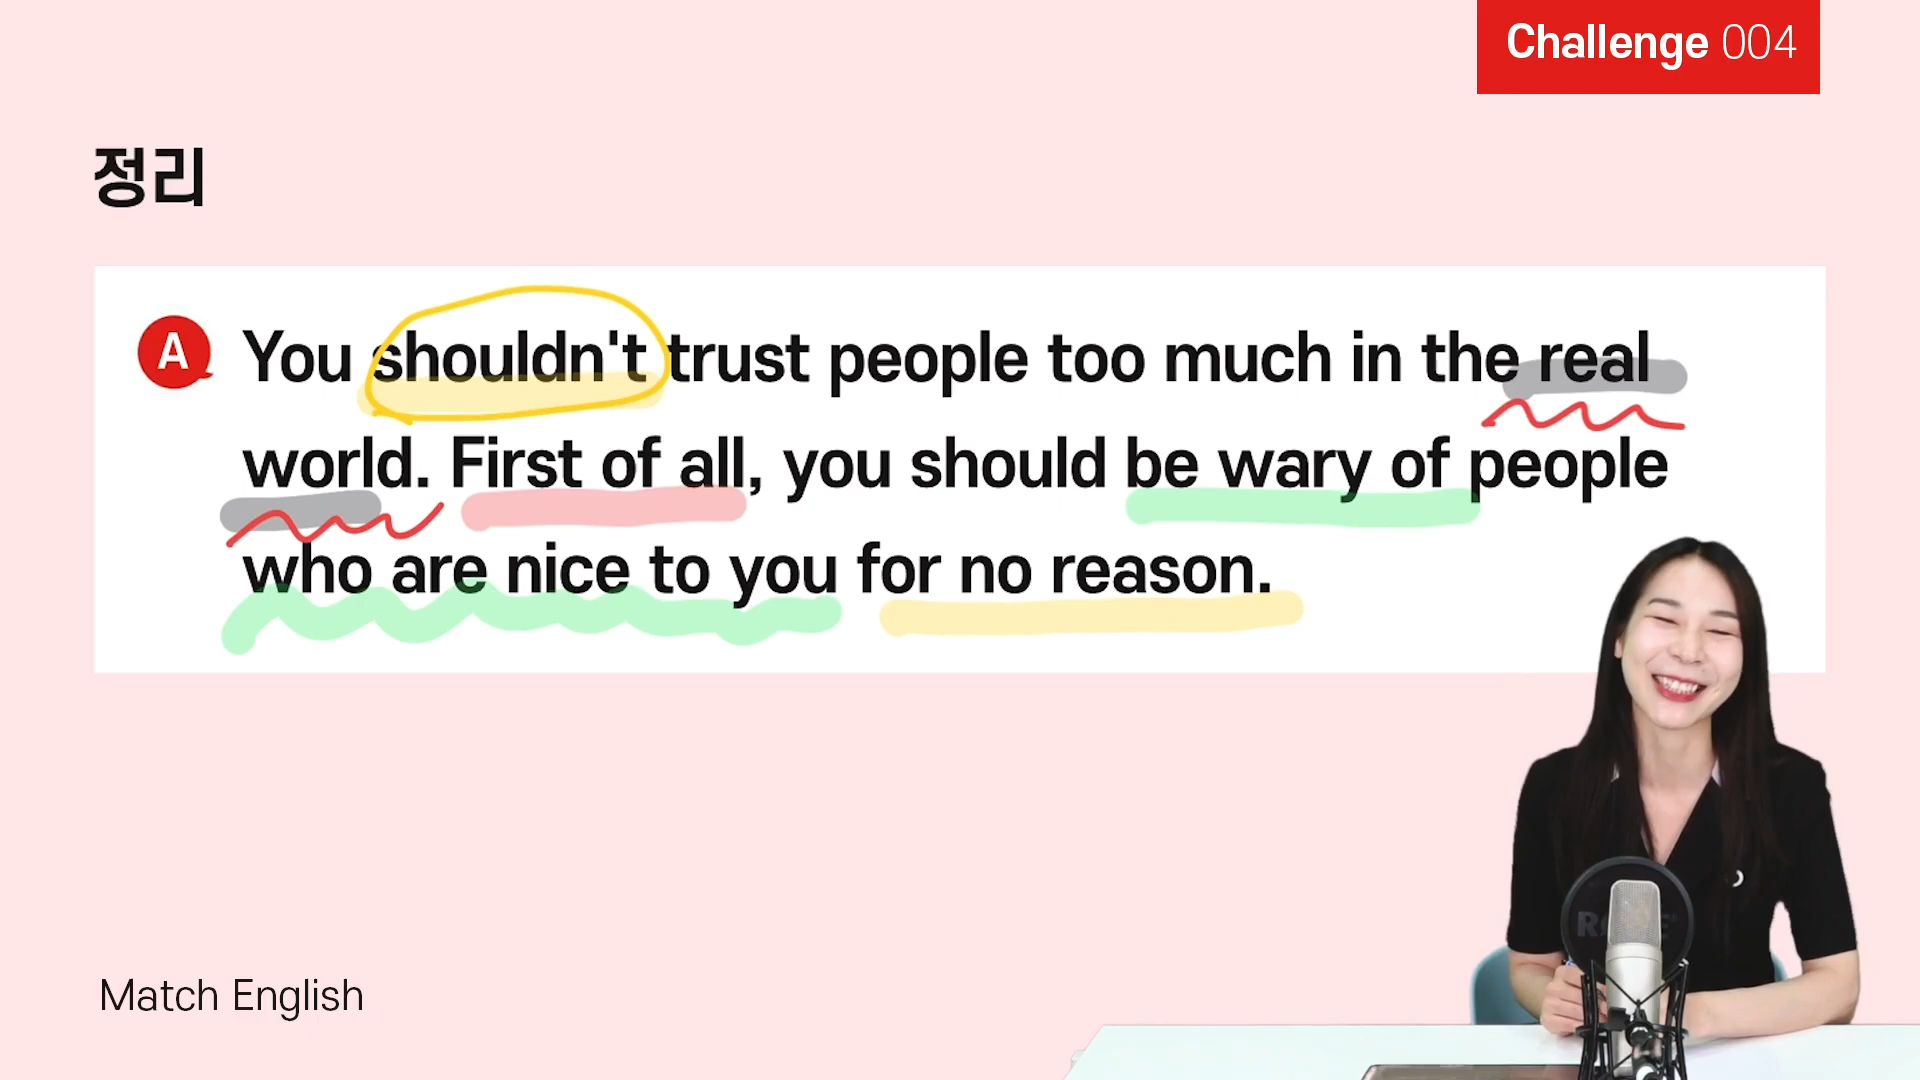 Challenge 004
정리
A
You shouldn't trust people too much in the real
world. First of all, you should be wary of people
who are nice to you for no reason.
Match English